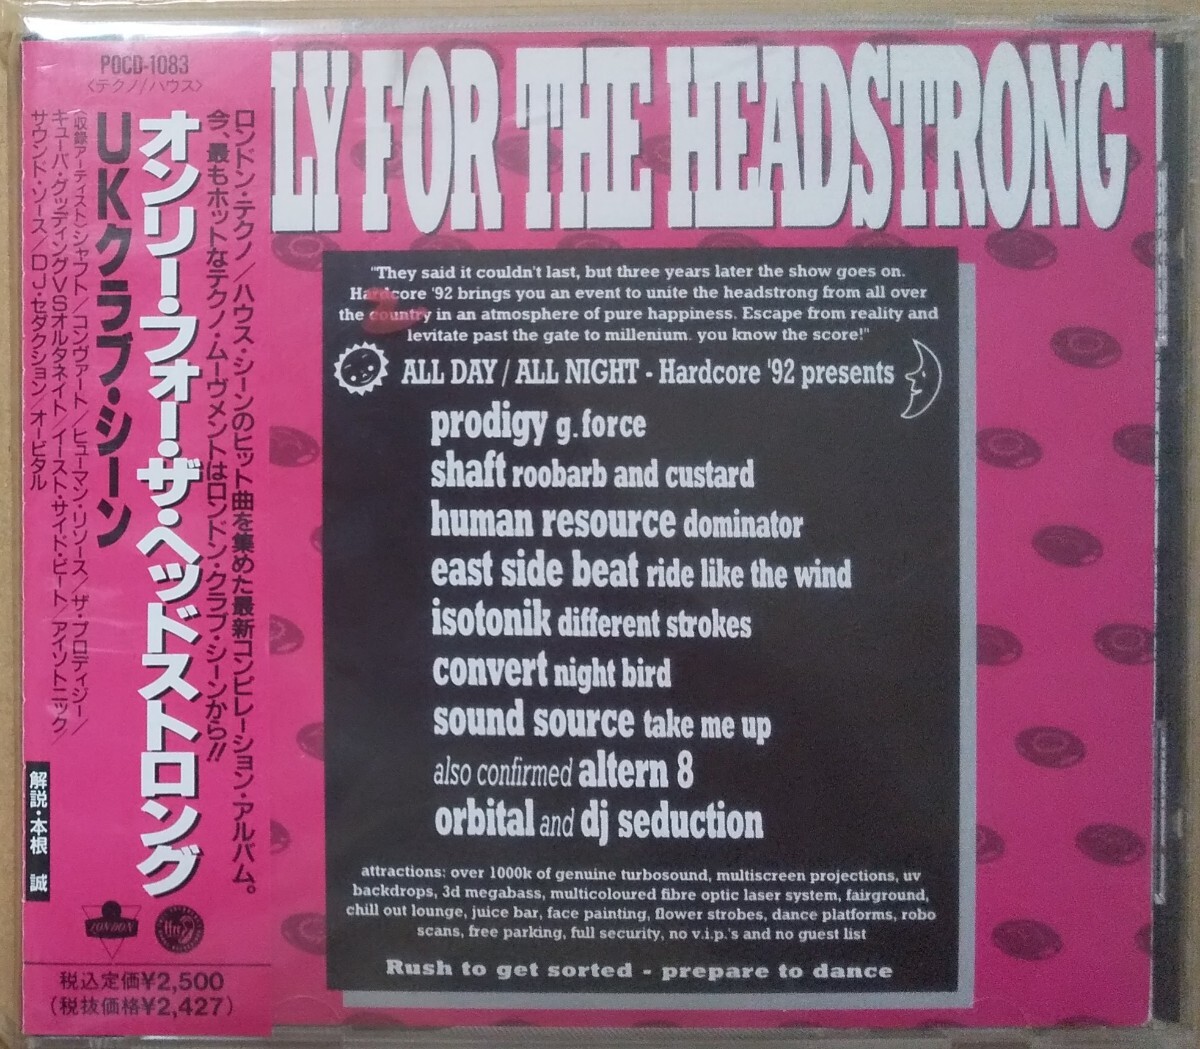 POCD-1083
〈テクノ/ハウス〉
ロンドン・テクノ/ハウス・シーンのヒット曲を集めた最新コンピレーション・アルバム。
今、最もホットなテクノ・ムーヴメントはロンドン・クラブ・シーンから!!
オンリー・フォー・ザ・ヘッドストロング
UKクラブ・シーン
〈収録アーティスト〉シャフト/コンヴァート/ヒューマン・リソース/ザ・プロディジー/
キューバ・グッディングVSオルタネイト/イースト・サイド・ビート/アイソトニック/
サウンド・ソース/DJ・セダクション/オービタル
解説・本根 誠
LONDON
ffrr
税込定価¥2,500
(税抜価格¥2,427)
LY FOR THE HEADSTRONG
"They said it couldn't last, but three years later the show goes on.
Hardcore '92 brings you an event to unite the headstrong from all over
the country in an atmosphere of pure happiness. Escape from reality and
levitate past the gate to millenium. you know the score!"
ALL DAY / ALL NIGHT - Hardcore '92 presents
prodigy g.force
shaft roobarb and custard
human resource dominator
east side beat ride like the wind
isotonik different strokes
convert night bird
sound source take me up
also confirmed altern 8
orbital and dj seduction
attractions: over 1000k of genuine turbosound, multiscreen projections, uv
backdrops, 3d megabass, multicoloured fibre optic laser system, fairground,
chill out lounge, juice bar, face painting, flower strobes, dance platforms, robo
scans, free parking, full security, no v.i.p.'s and no guest list
Rush to get sorted - prepare to dance